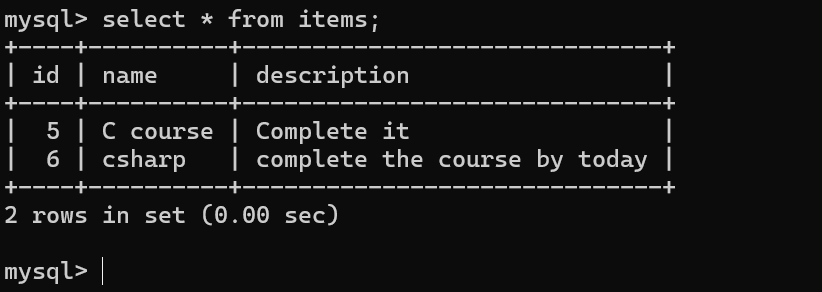 mysql> select * from items;
+----+----------+-------------------------------+
| id | name     | description                   |
+----+----------+-------------------------------+
|  5 | C course | Complete it                   |
|  6 | csharp   | complete the course by today |
+----+----------+-------------------------------+
2 rows in set (0.00 sec)
mysql>